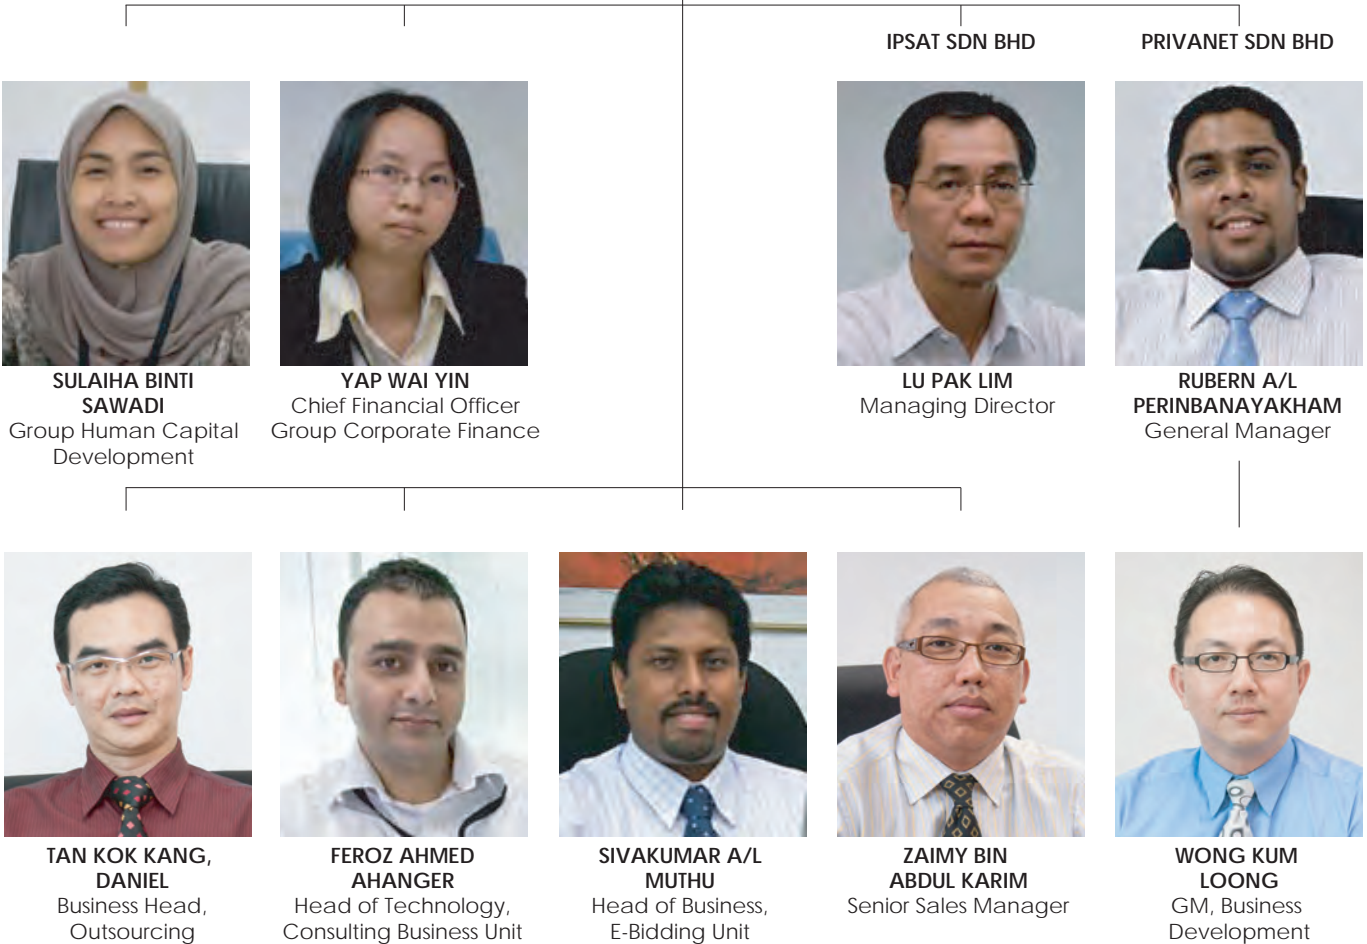 IPSAT SDN BHD
PRIVANET SDN BHD
SULAIHA BINTI
SAWADI
Group Human Capital
Development
YAP WAI YIN
Chief Financial Officer
Group Corporate Finance
LU PAK LIM
Managing Director
RUBERN A/L
PERINBANAYAKHAM
General Manager
TAN KOK KANG,
DANIEL
Business Head,
Outsourcing
FEROZ AHMED
AHANGER
Head of Technology,
Consulting Business Unit
SIVAKUMAR A/L
MUTHU
Head of Business,
E-Bidding Unit
ZAIMY BIN
ABDUL KARIM
Senior Sales Manager
WONG KUM
LOONG
GM, Business
Development